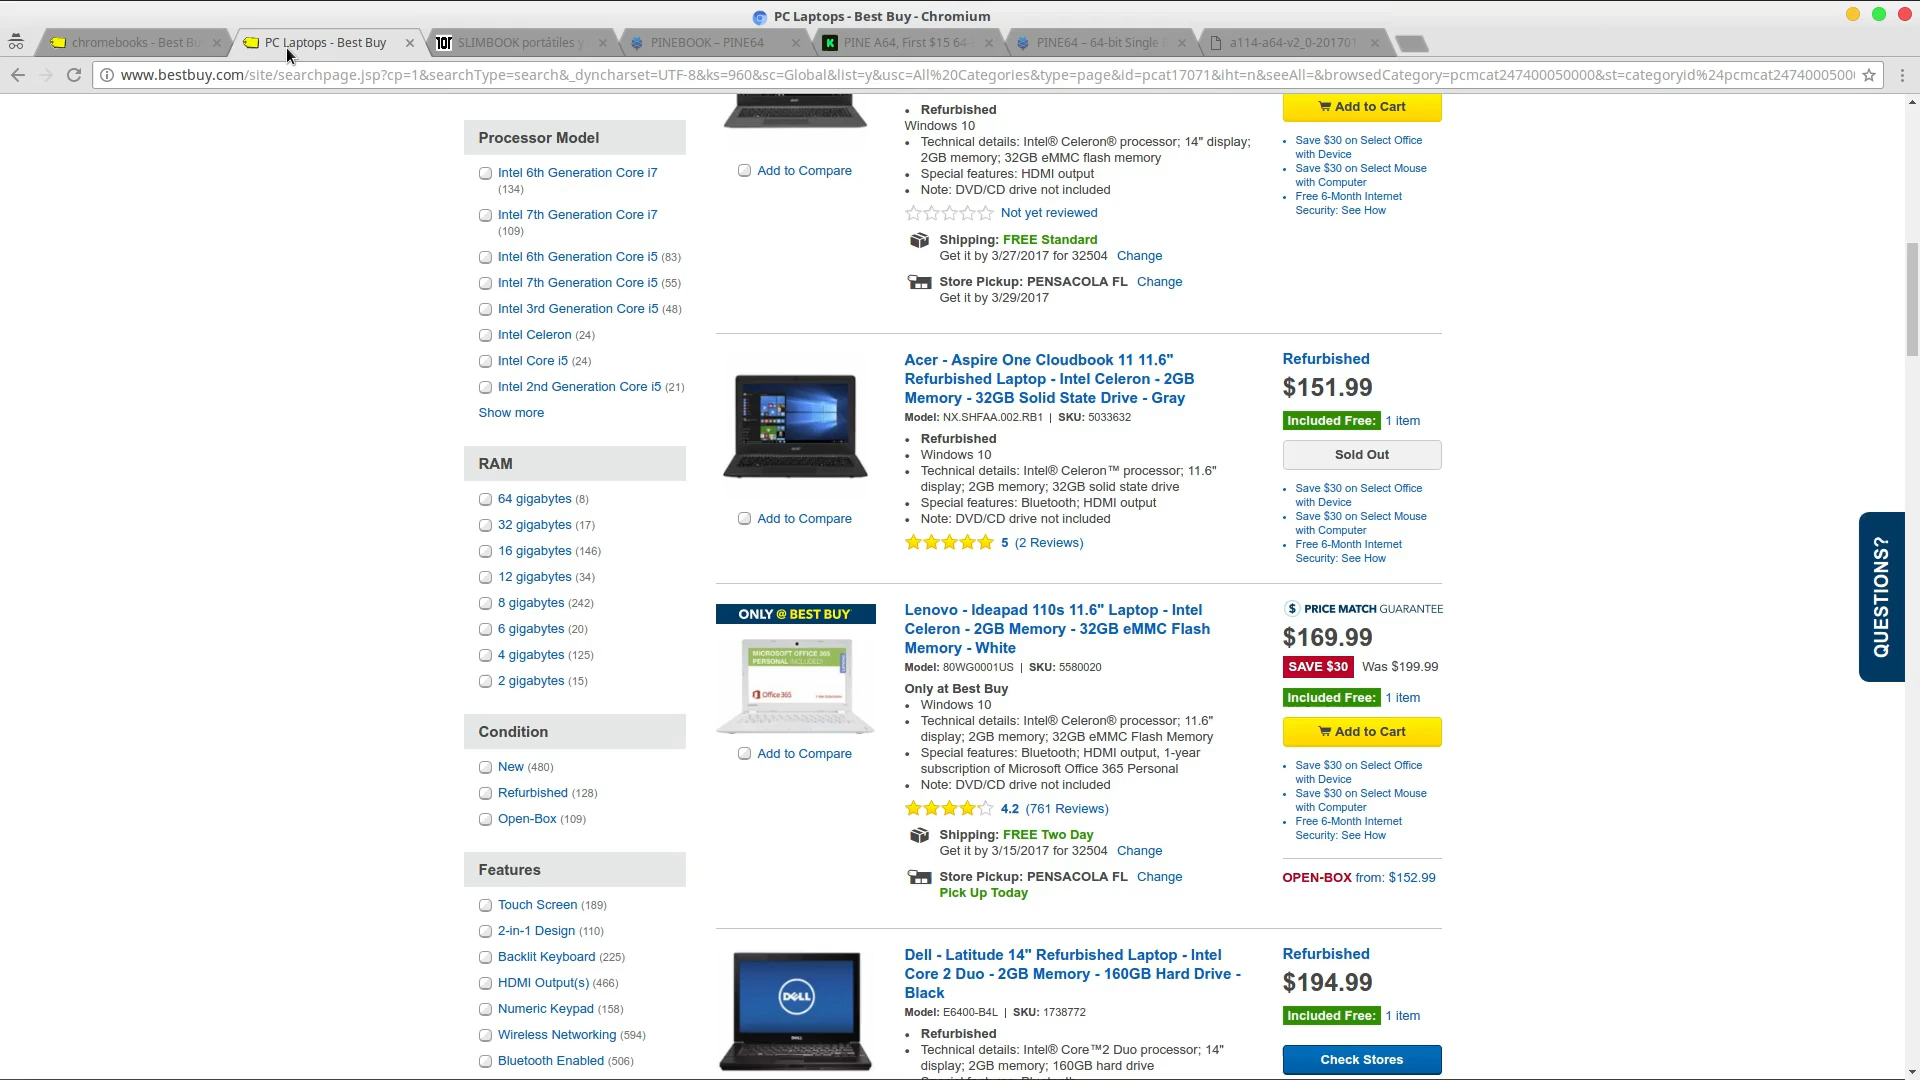 PC Laptops - Best Buy - Chromium
chromebooks - Best Bu
PC Laptops - Best Buy
SLIMBOOK portátiles y
PINEBOOK – PINE64
PINE A64, First $15 64-
PINE64 – 64-bit Single
a114-a64-v2_0-201701
www.bestbuy.com/site/searchpage.jsp?cp=1&searchType=search&_dyncharset=UTF-8&ks=960&sc=Global&list=y&usc=All%20Categories&type=page&id=pcat17071&iht=n&seeAll=&browsedCategory=pcmcat247400050000&st=categoryid%24pcmcat2474000500
Processor Model
Intel 6th Generation Core i7
(134)
Intel 7th Generation Core i7
(109)
Intel 6th Generation Core i5 (83)
Intel 7th Generation Core i5 (55)
Intel 3rd Generation Core i5 (48)
Intel Celeron (24)
Intel Core i5 (24)
Intel 2nd Generation Core i5 (21)
Show more
RAM
64 gigabytes (8)
32 gigabytes (17)
16 gigabytes (146)
12 gigabytes (34)
8 gigabytes (242)
6 gigabytes (20)
4 gigabytes (125)
2 gigabytes (15)
Condition
New (480)
Refurbished (128)
Open-Box (109)
Features
Touch Screen (189)
2-in-1 Design (110)
Backlit Keyboard (225)
HDMI Output(s) (466)
Numeric Keypad (158)
Wireless Networking (594)
Bluetooth Enabled (506)
Add to Compare
• Refurbished
Windows 10
• Technical details: Intel® Celeron® processor; 14" display;
2GB memory; 32GB eMMC flash memory
• Special features: HDMI output
• Note: DVD/CD drive not included
Not yet reviewed
Shipping: FREE Standard
Get it by 3/27/2017 for 32504 Change
Store Pickup: PENSACOLA FL Change
Get it by 3/29/2017
Add to Cart
• Save $30 on Select Office
with Device
• Save $30 on Select Mouse
with Computer
• Free 6-Month Internet
Security: See How
acer
Add to Compare
Acer - Aspire One Cloudbook 11 11.6"
Refurbished Laptop - Intel Celeron - 2GB
Memory - 32GB Solid State Drive - Gray
Model: NX.SHFAA.002.RB1 | SKU: 5033632
• Refurbished
• Windows 10
• Technical details: Intel® Celeron™ processor; 11.6"
display; 2GB memory; 32GB solid state drive
• Special features: Bluetooth; HDMI output
• Note: DVD/CD drive not included
5 (2 Reviews)
Refurbished
$151.99
Included Free: 1 item
Sold Out
• Save $30 on Select Office
with Device
• Save $30 on Select Mouse
with Computer
• Free 6-Month Internet
Security: See How
ONLY @ BEST BUY
MICROSOFT OFFICE 365
PERSONAL INCLUDED!
Office 365
Add to Compare
Lenovo - Ideapad 110s 11.6" Laptop - Intel
Celeron - 2GB Memory - 32GB eMMC Flash
Memory - White
Model: 80WG0001US | SKU: 5580020
Only at Best Buy
• Windows 10
• Technical details: Intel® Celeron® processor; 11.6"
display; 2GB memory; 32GB eMMC Flash Memory
• Special features: Bluetooth; HDMI output, 1-year
subscription of Microsoft Office 365 Personal
• Note: DVD/CD drive not included
4.2 (761 Reviews)
Shipping: FREE Two Day
Get it by 3/15/2017 for 32504 Change
Store Pickup: PENSACOLA FL Change
Pick Up Today
$ PRICE MATCH GUARANTEE
$169.99
SAVE $30 Was $199.99
Included Free: 1 item
Add to Cart
• Save $30 on Select Office
with Device
• Save $30 on Select Mouse
with Computer
• Free 6-Month Internet
Security: See How
OPEN-BOX from: $152.99
DELL
Dell - Latitude 14" Refurbished Laptop - Intel
Core 2 Duo - 2GB Memory - 160GB Hard Drive -
Black
Model: E6400-B4L | SKU: 1738772
• Refurbished
• Technical details: Intel® Core™2 Duo processor; 14"
display; 2GB memory; 160GB hard drive
Refurbished
$194.99
Included Free: 1 item
Check Stores
QUESTIONS?